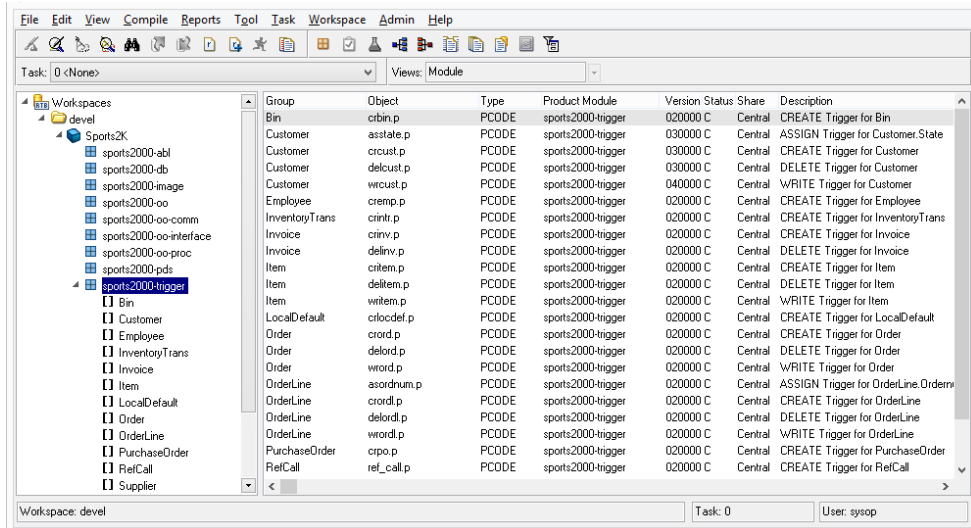 File Edit View Compile Reports Tool Task Workspace Admin Help
Task: 0 <None> Views: Module
RTB Workspaces
devel
Sports2K
sports2000-abl
sports2000-db
sports2000-image
sports2000-oo
sports2000-oo-comm
sports2000-oo-interface
sports2000-oo-proc
sports2000-pds
sports2000-trigger
[] Bin
[] Customer
[] Employee
[] InventoryTrans
[] Invoice
[] Item
[] LocalDefault
[] Order
[] OrderLine
[] PurchaseOrder
[] RefCall
[] Supplier
Group Object Type Product Module Version Status Share Description
Bin crbin.p PCODE sports2000-trigger 020000 C Central CREATE Trigger for Bin
Customer asstate.p PCODE sports2000-trigger 030000 C Central ASSIGN Trigger for Customer.State
Customer crcust.p PCODE sports2000-trigger 030000 C Central CREATE Trigger for Customer
Customer delcust.p PCODE sports2000-trigger 030000 C Central DELETE Trigger for Customer
Customer wrcust.p PCODE sports2000-trigger 040000 C Central WRITE Trigger for Customer
Employee cremp.p PCODE sports2000-trigger 020000 C Central CREATE Trigger for Employee
InventoryTrans crintr.p PCODE sports2000-trigger 020000 C Central CREATE Trigger for InventoryTrans
Invoice crinv.p PCODE sports2000-trigger 020000 C Central CREATE Trigger for Invoice
Invoice delinv.p PCODE sports2000-trigger 020000 C Central DELETE Trigger for Invoice
Item critem.p PCODE sports2000-trigger 020000 C Central CREATE Trigger for Item
Item delitem.p PCODE sports2000-trigger 020000 C Central DELETE Trigger for Item
Item writem.p PCODE sports2000-trigger 020000 C Central WRITE Trigger for Item
LocalDefault crlocdef.p PCODE sports2000-trigger 020000 C Central CREATE Trigger for LocalDefault
Order crord.p PCODE sports2000-trigger 020000 C Central CREATE Trigger for Order
Order delord.p PCODE sports2000-trigger 020000 C Central DELETE Trigger for Order
Order wrord.p PCODE sports2000-trigger 020000 C Central WRITE Trigger for Order
OrderLine asordnum.p PCODE sports2000-trigger 020000 C Central ASSIGN Trigger for OrderLine.Ordern
OrderLine crordl.p PCODE sports2000-trigger 020000 C Central CREATE Trigger for OrderLine
OrderLine delordl.p PCODE sports2000-trigger 020000 C Central DELETE Trigger for OrderLine
OrderLine wrordl.p PCODE sports2000-trigger 020000 C Central WRITE Trigger for OrderLine
PurchaseOrder crpo.p PCODE sports2000-trigger 020000 C Central CREATE Trigger for PurchaseOrder
RefCall ref_call.p PCODE sports2000-trigger 020000 C Central CREATE Trigger for RefCall
Workspace: devel Task: 0 User: sysop